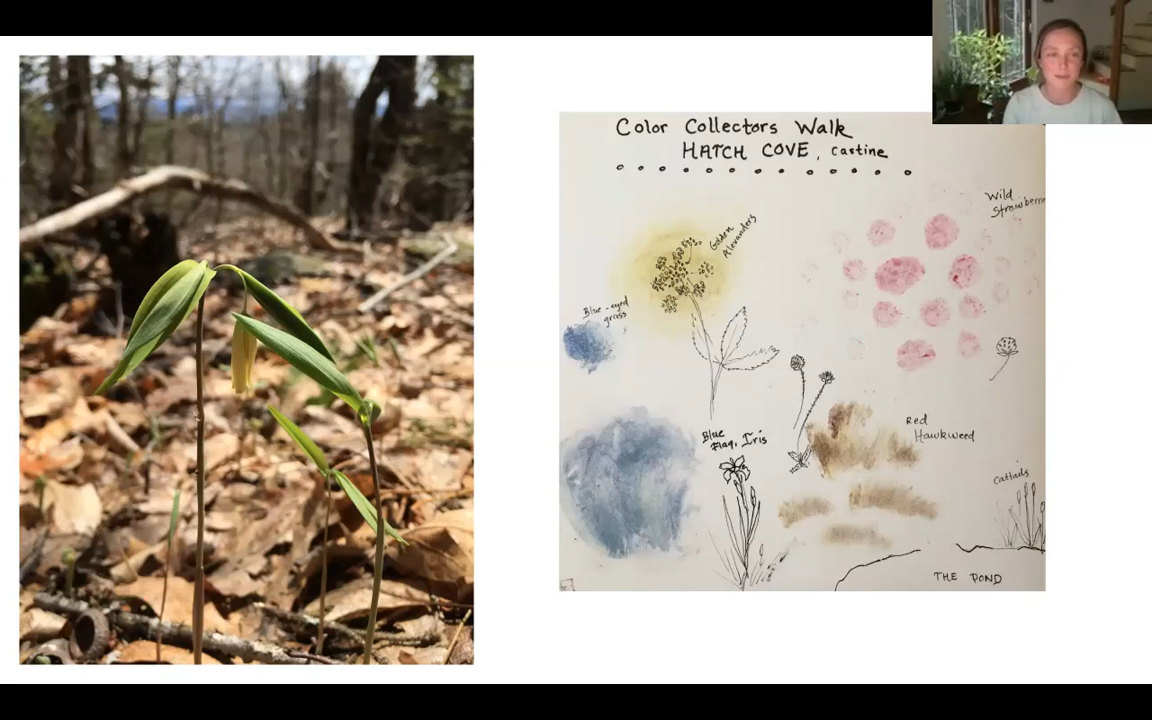 Color Collectors Walk
HATCH COVE, Castine
Wild
Golden
Alexanders
Blue-eyed
grass
Blue
Flag, Iris
Red
Hawkweed
Cattails
THE POND